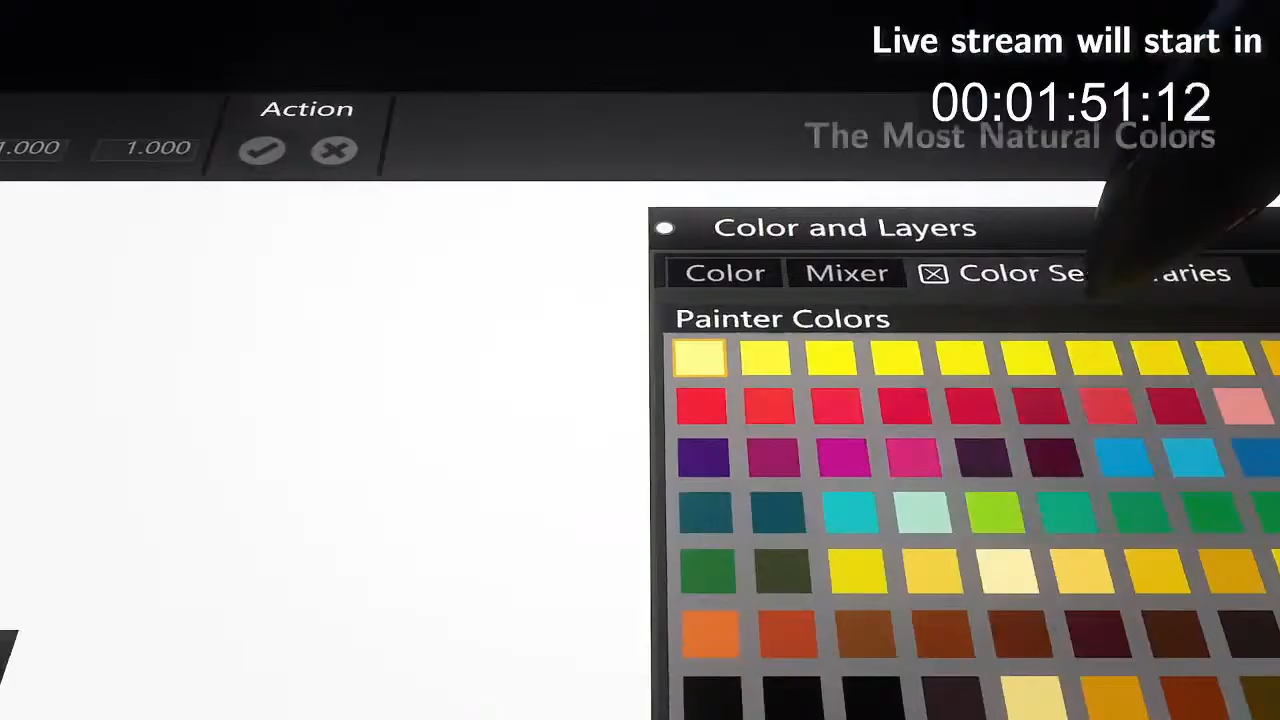 Live stream will start in
00:01:51:12
The Most Natural Colors
Action
1.000
1.000
Color and Layers
Color
Mixer
Color Se
aries
Painter Colors